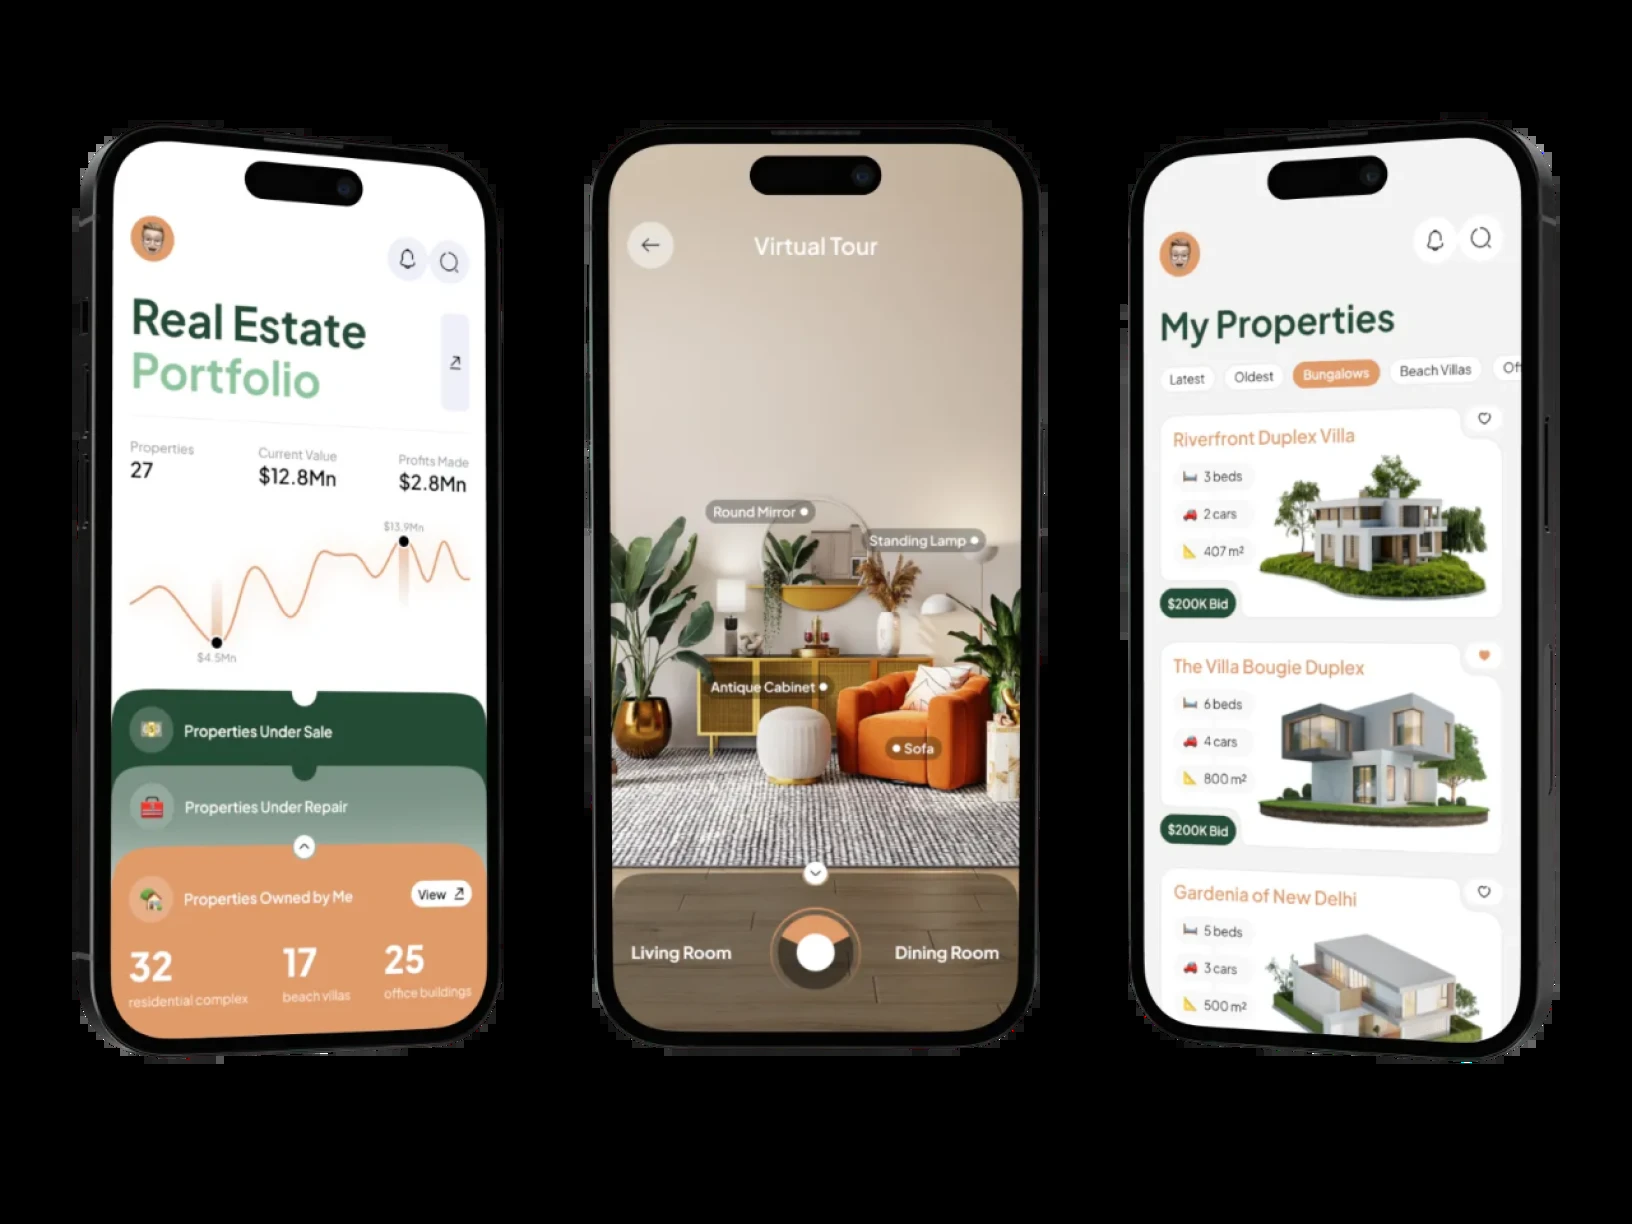 Real Estate
Portfolio
Properties
27
Current Value
$12.8Mn
Profits Made
$2.8Mn
$13.9Mn
$4.5Mn
Properties Under Sale
Properties Under Repair
Properties Owned by Me
View
32
residential complex
17
beach villas
25
office buildings
Virtual Tour
Round Mirror
Standing Lamp
Antique Cabinet
Sofa
Living Room
Dining Room
My Properties
Latest
Oldest
Bungalows
Beach Villas
Of
Riverfront Duplex Villa
3 beds
2 cars
407 m²
$200K Bid
The Villa Bougie Duplex
6 beds
4 cars
800 m²
$200K Bid
Gardenia of New Delhi
5 beds
3 cars
500 m²